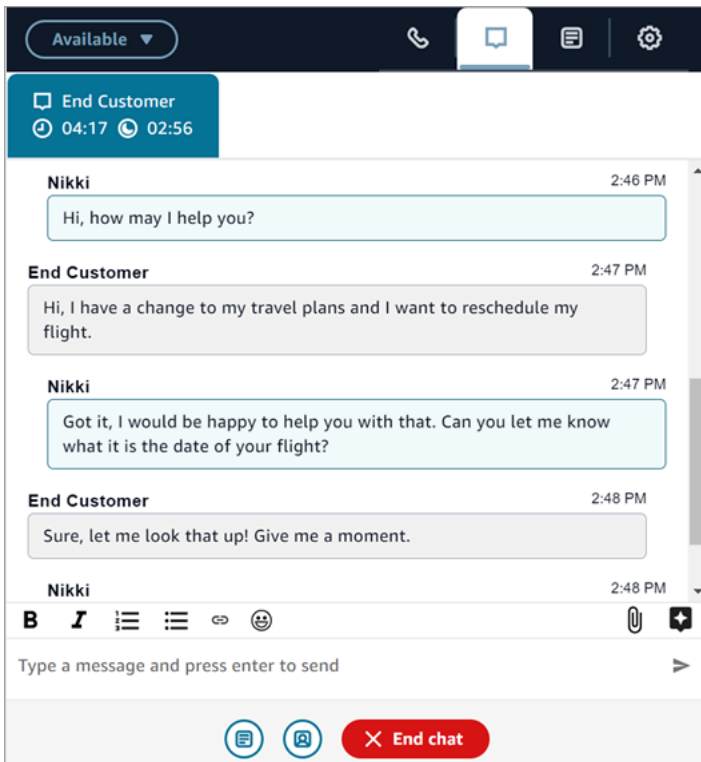 Available ▼
End Customer
04:17 02:56
Nikki 2:46 PM
Hi, how may I help you?
End Customer 2:47 PM
Hi, I have a change to my travel plans and I want to reschedule my
flight.
Nikki 2:47 PM
Got it, I would be happy to help you with that. Can you let me know
what it is the date of your flight?
End Customer 2:48 PM
Sure, let me look that up! Give me a moment.
Nikki 2:48 PM
B I
Type a message and press enter to send
End chat